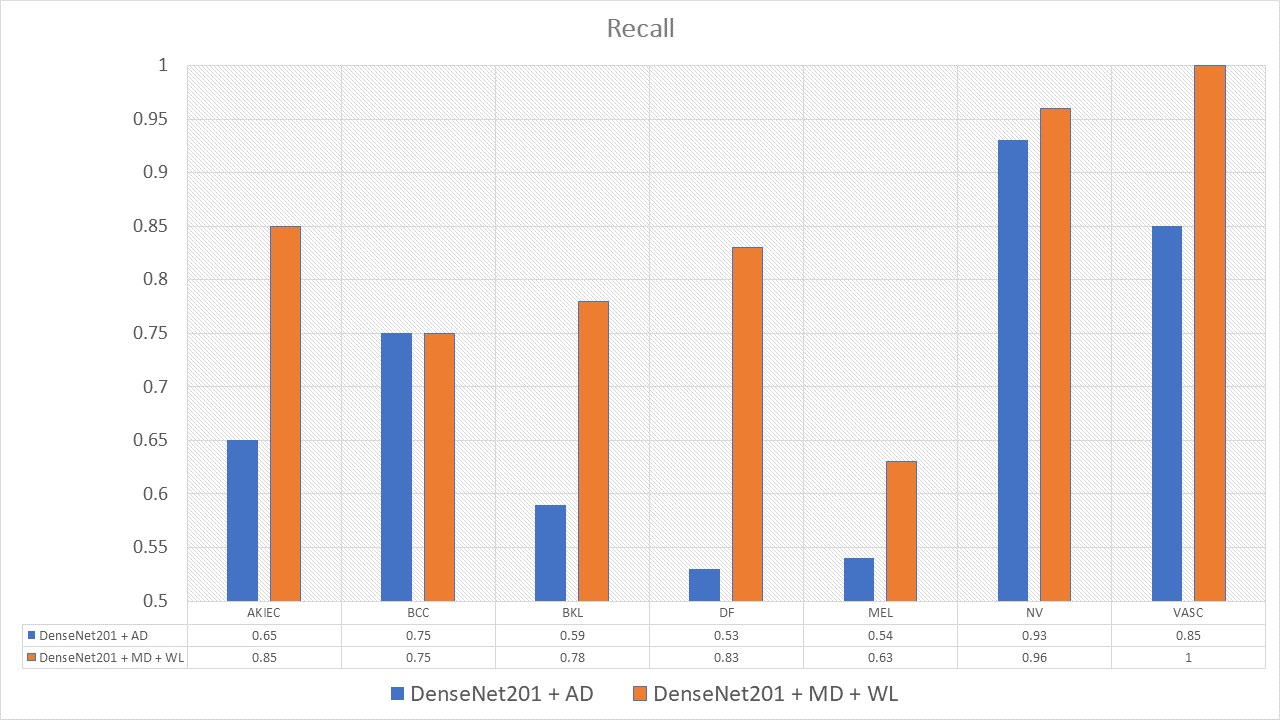 Recall
1
0.95
0.9
0.85
0.8
0.75
0.7
0.65
0.6
0.55
0.5
AKIEC BCC BKL DF MEL NV VASC
DenseNet201 + AD 0.65 0.75 0.59 0.53 0.54 0.93 0.85
DenseNet201 + MD + WL 0.85 0.75 0.78 0.83 0.63 0.96 1
DenseNet201 + AD DenseNet201 + MD + WL